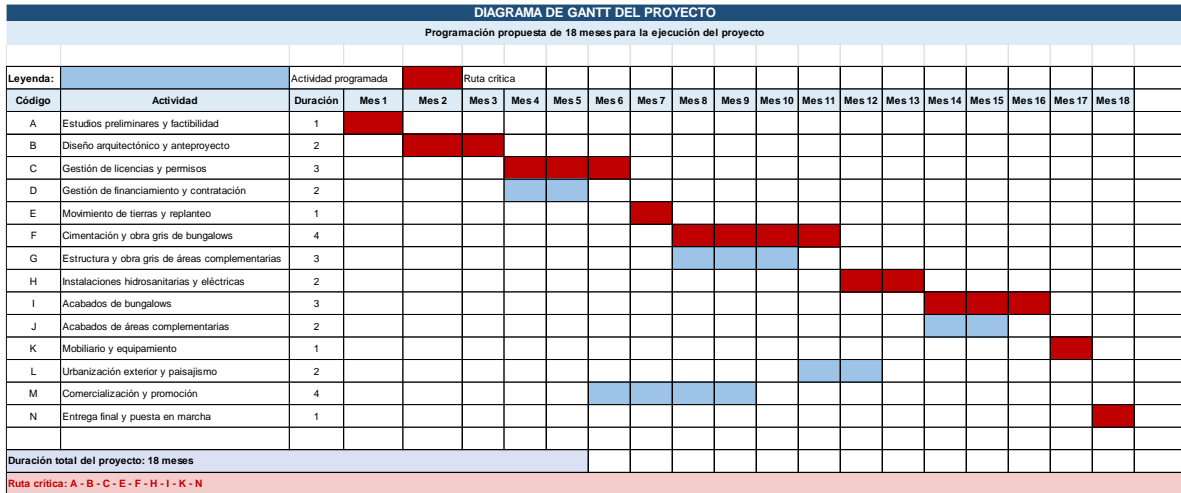 DIAGRAMA DE GANTT DEL PROYECTO
Programación propuesta de 18 meses para la ejecución del proyecto
Leyenda: Actividad programada Ruta crítica
Código Actividad Duración Mes 1 Mes 2 Mes 3 Mes 4 Mes 5 Mes 6 Mes 7 Mes 8 Mes 9 Mes 10 Mes 11 Mes 12 Mes 13 Mes 14 Mes 15 Mes 16 Mes 17 Mes 18
A Estudios preliminares y factibilidad 1
B Diseño arquitectónico y anteproyecto 2
C Gestión de licencias y permisos 3
D Gestión de financiamiento y contratación 2
E Movimiento de tierras y replanteo 1
F Cimentación y obra gris de bungalows 4
G Estructura y obra gris de áreas complementarias 3
H Instalaciones hidrosanitarias y eléctricas 2
I Acabados de bungalows 3
J Acabados de áreas complementarias 2
K Mobiliario y equipamiento 1
L Urbanización exterior y paisajismo 2
M Comercialización y promoción 4
N Entrega final y puesta en marcha 1
Duración total del proyecto: 18 meses
Ruta crítica: A - B - C - E - F - H - I - K - N